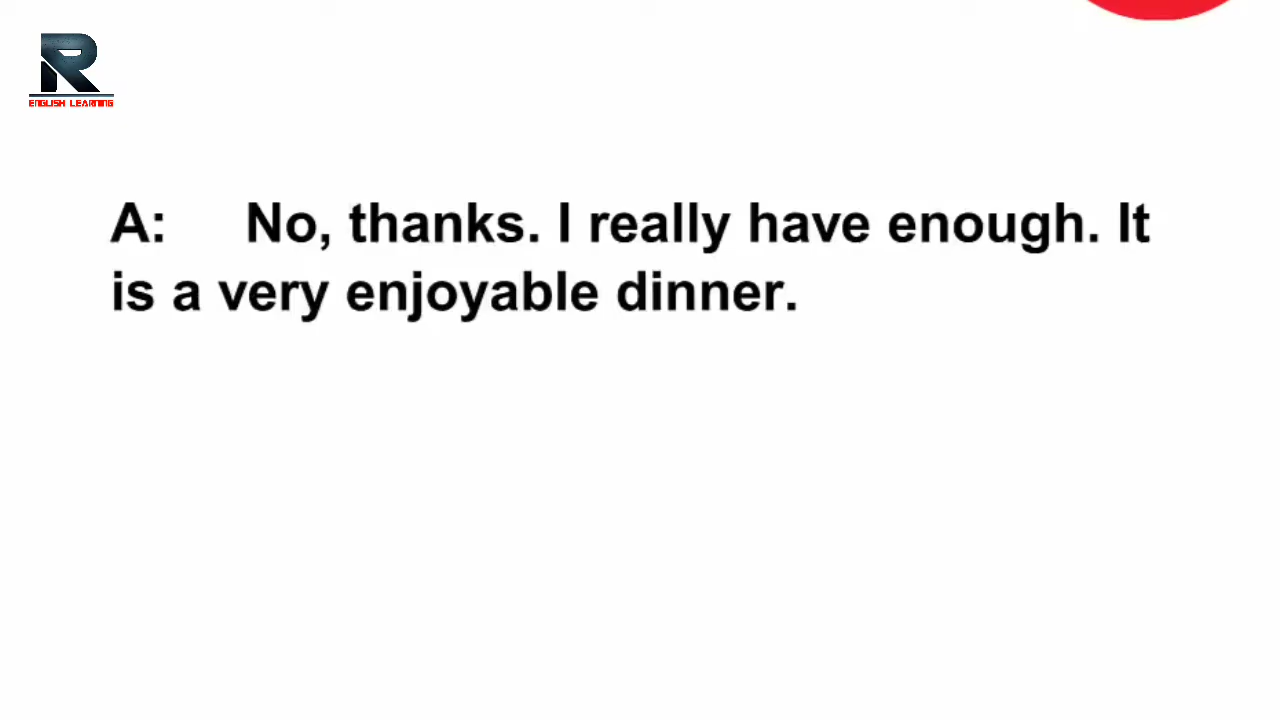 R
ENGLISH LEARNING
A: No, thanks. I really have enough. It
is a very enjoyable dinner.